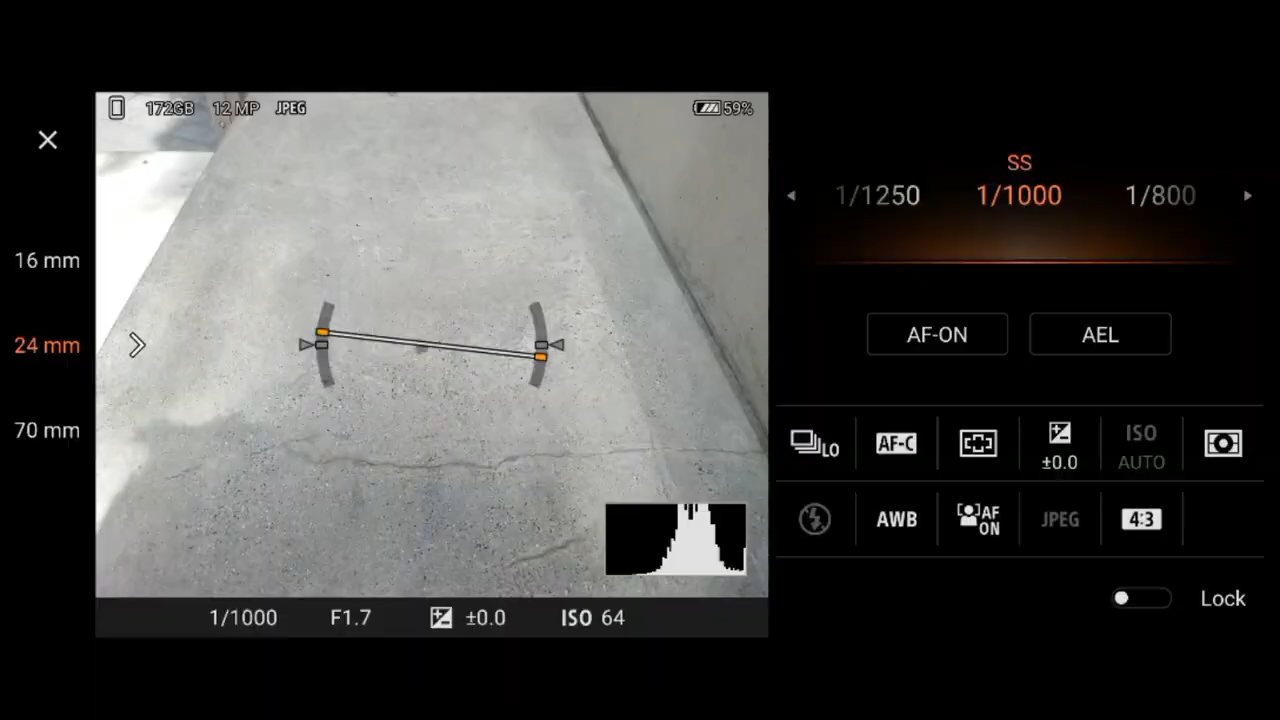 172GB 12 MP JPEG 59%
16 mm
24 mm
70 mm
1/1000 F1.7 ±0.0 ISO 64
SS
1/1250 1/1000 1/800
AF-ON AEL
LO AF-C ±0.0 ISO AUTO
AWB AF ON JPEG 4:3
Lock